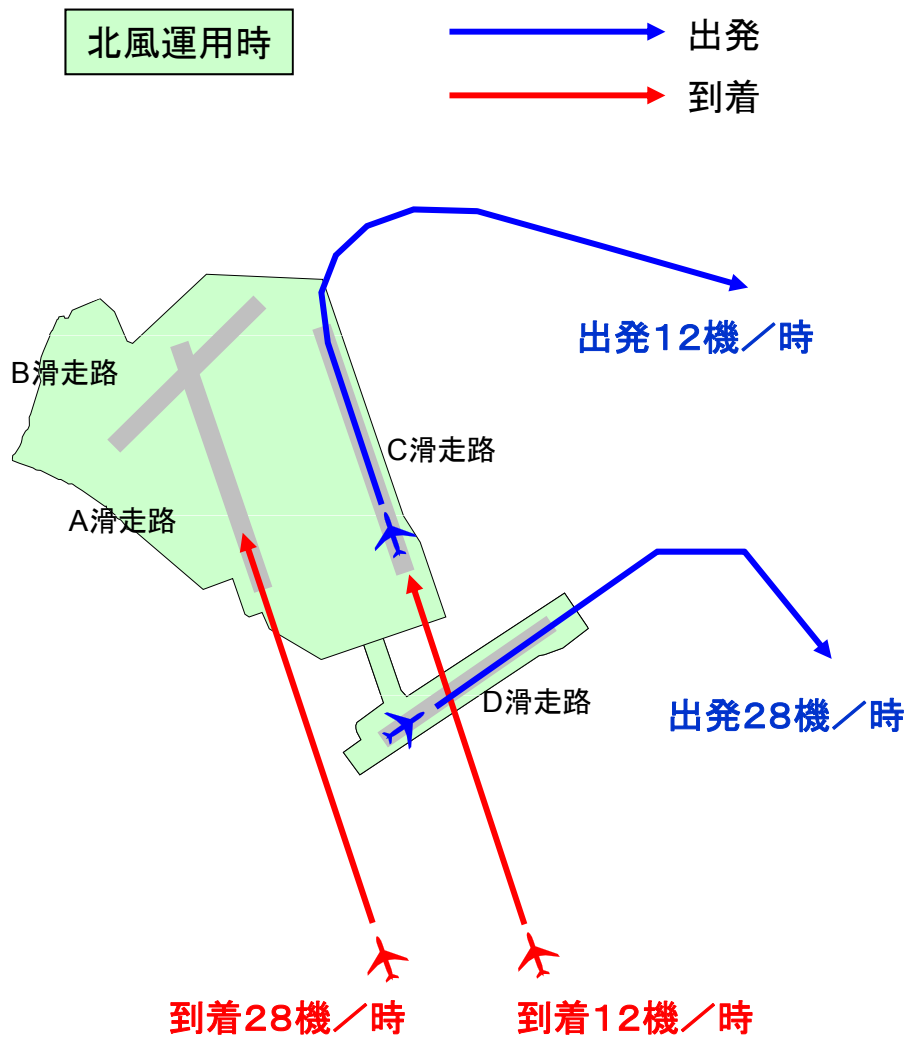 北風運用時
出発
到着
出発12機／時
B滑走路
C滑走路
A滑走路
D滑走路
出発28機／時
到着28機／時
到着12機／時